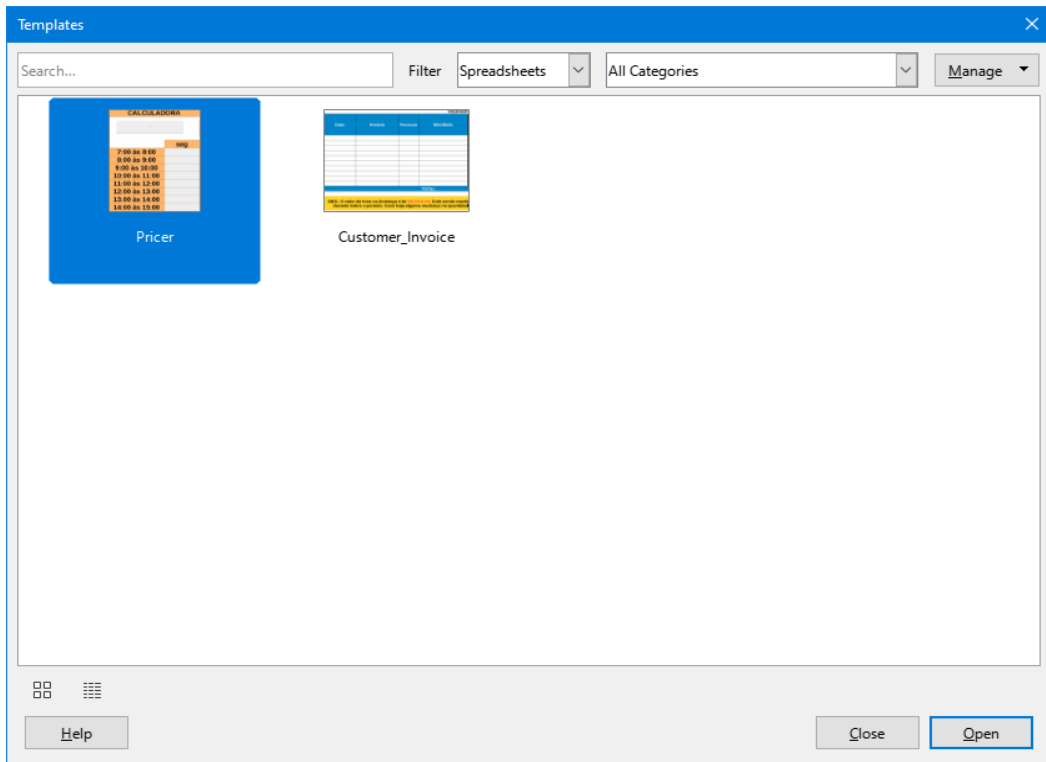 Templates
Search...
Filter
Spreadsheets
All Categories
Manage
CALCULADORA
seg
7:00 às 8:00
8:00 às 9:00
9:00 às 10:00
10:00 às 11:00
11:00 às 12:00
12:00 às 13:00
13:00 às 14:00
14:00 às 15:00
TOTAL
Pricer
Customer_Invoice
Help
Close
Open